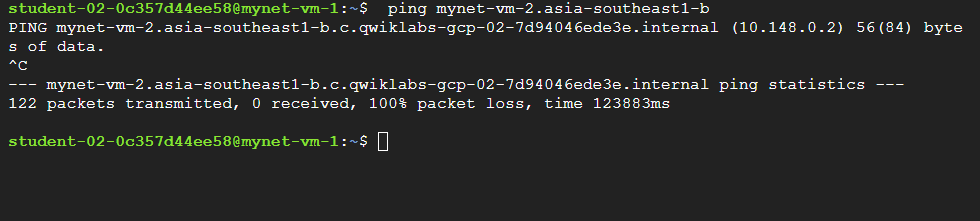 student-02-0c357d44ee58@mynet-vm-1:~$  ping mynet-vm-2.asia-southeast1-b
PING mynet-vm-2.asia-southeast1-b.c.qwiklabs-gcp-02-7d94046ede3e.internal (10.148.0.2) 56(84) byte
s of data.
^C
--- mynet-vm-2.asia-southeast1-b.c.qwiklabs-gcp-02-7d94046ede3e.internal ping statistics ---
122 packets transmitted, 0 received, 100% packet loss, time 123883ms
student-02-0c357d44ee58@mynet-vm-1:~$